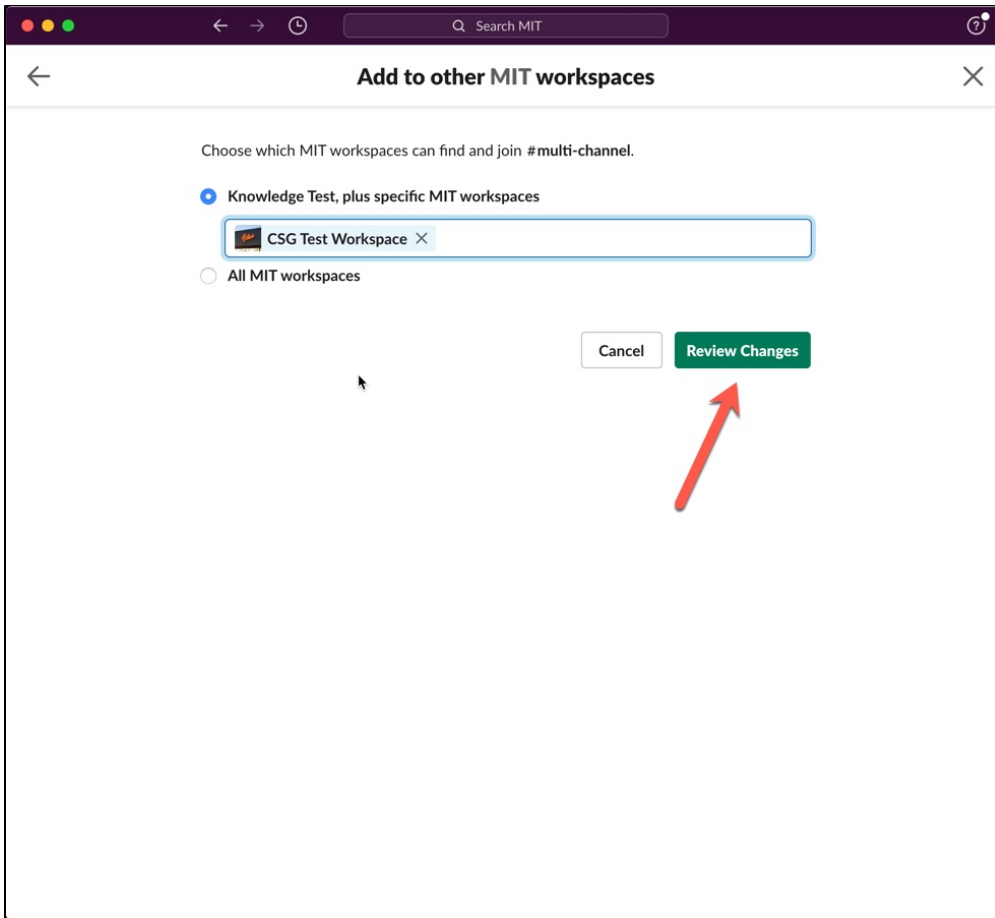 Search MIT
Add to other MIT workspaces
Choose which MIT workspaces can find and join #multi-channel.
Knowledge Test, plus specific MIT workspaces
CSG Test Workspace
All MIT workspaces
Cancel Review Changes